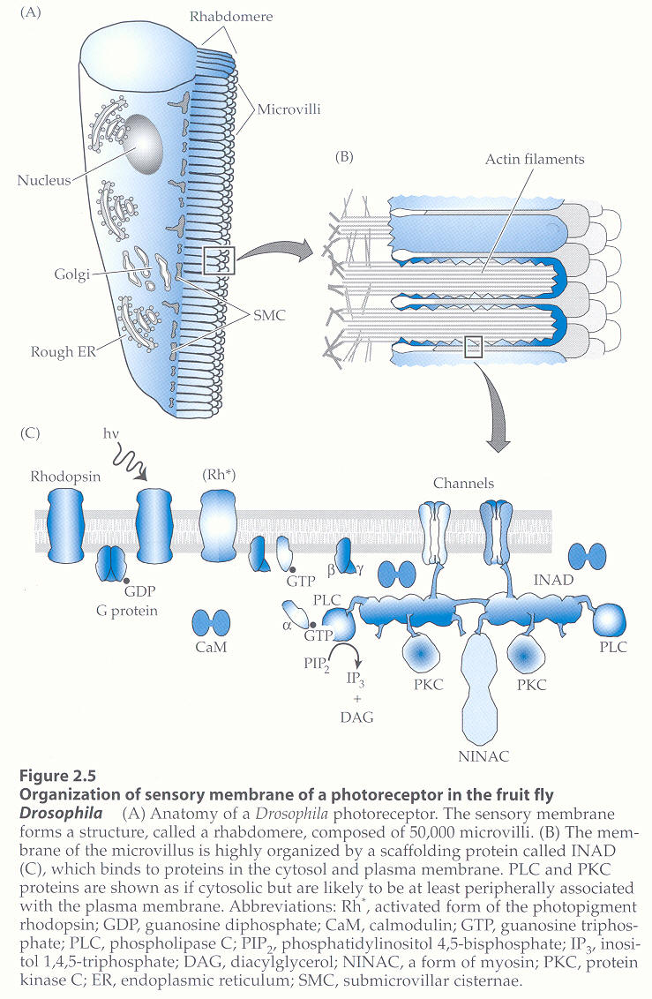 (A)
Rhabdomere
Microvilli
Nucleus
Golgi
SMC
Rough ER
(B)
Actin filaments
(C)
hν
Rhodopsin
(Rh*)
Channels
GDP
G protein
CaM
GTP
β
γ
PLC
α
GTP
PIP₂
IP₃
+
DAG
INAD
PKC
PKC
PLC
NINAC
Figure 2.5
Organization of sensory membrane of a photoreceptor in the fruit fly
Drosophila (A) Anatomy of a Drosophila photoreceptor. The sensory membrane
forms a structure, called a rhabdomere, composed of 50,000 microvilli. (B) The mem-
brane of the microvillus is highly organized by a scaffolding protein called INAD
(C), which binds to proteins in the cytosol and plasma membrane. PLC and PKC
proteins are shown as if cytosolic but are likely to be at least peripherally associated
with the plasma membrane. Abbreviations: Rh*, activated form of the photopigment
rhodopsin; GDP, guanosine diphosphate; CaM, calmodulin; GTP, guanosine triphos-
phate; PLC, phospholipase C; PIP₂, phosphatidylinositol 4,5-bisphosphate; IP₃, inosi-
tol 1,4,5-triphosphate; DAG, diacylglycerol; NINAC, a form of myosin; PKC, protein
kinase C; ER, endoplasmic reticulum; SMC, submicrovillar cisternae.